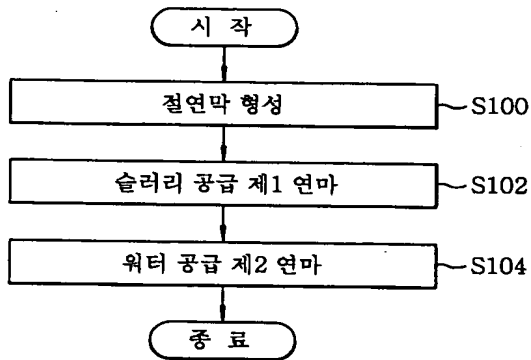 시 작
절연막 형성
S100
슬러리 공급 제1 연마
S102
워터 공급 제2 연마
S104
종 료